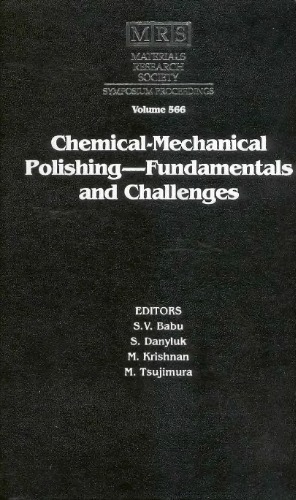 MRS
MATERIALS
RESEARCH
SOCIETY
SYMPOSIUM PROCEEDINGS
Volume 566
Chemical-Mechanical
Polishing—Fundamentals
and Challenges
EDITORS
S.V. Babu
S. Danyluk
M. Krishnan
M. Tsujimura